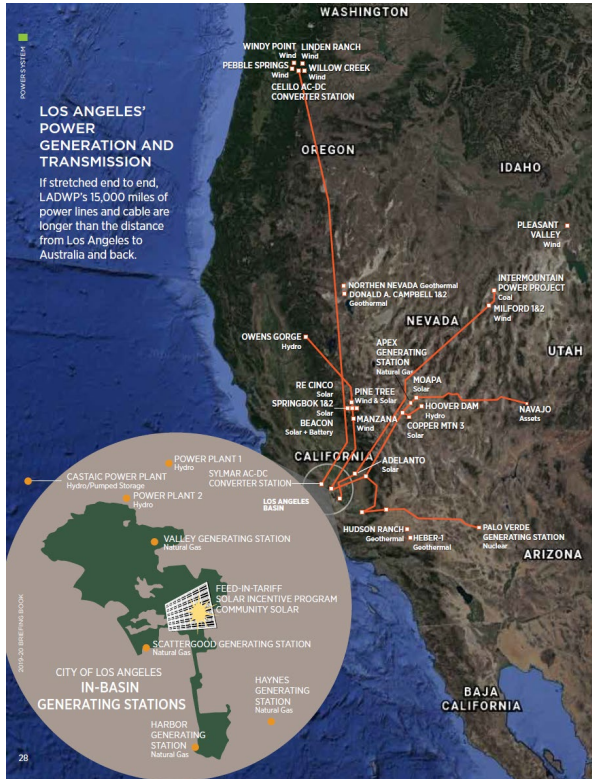 POWER SYSTEM
LOS ANGELES'
POWER
GENERATION AND
TRANSMISSION
If stretched end to end,
LADWP's 15,000 miles of
power lines and cable are
longer than the distance
from Los Angeles to
Australia and back.
WASHINGTON
WINDY POINT
Wind
LINDEN RANCH
Wind
PEBBLE SPRINGS
Wind
WILLOW CREEK
Wind
CELILO AC-DC
CONVERTER STATION
OREGON
IDAHO
PLEASANT
VALLEY
Wind
NORTHEN NEVADA Geothermal
DONALD A. CAMPBELL 1&2
Geothermal
INTERMOUNTAIN
POWER PROJECT
Coal
MILFORD 1&2
Wind
NEVADA
UTAH
OWENS GORGE
Hydro
APEX
GENERATING
STATION
Natural Gas
MOAPA
Solar
RE CINCO
Solar
SPRINGBOK 1&2
Solar
BEACON
Solar + Battery
PINE TREE
Wind & Solar
MANZANA
Wind
HOOVER DAM
Hydro
COPPER MTN 3
Solar
NAVAJO
Assets
CALIFORNIA
ADELANTO
Solar
SYLMAR AC-DC
CONVERTER STATION
LOS ANGELES
BASIN
HUDSON RANCH
Geothermal
HEBER-1
Geothermal
PALO VERDE
GENERATING STATION
Nuclear
ARIZONA
BAJA
CALIFORNIA
POWER PLANT 1
Hydro
CASTAIC POWER PLANT
Hydro/Pumped Storage
POWER PLANT 2
Hydro
VALLEY GENERATING STATION
Natural Gas
FEED-IN-TARIFF
SOLAR INCENTIVE PROGRAM
COMMUNITY SOLAR
SCATTERGOOD GENERATING STATION
Natural Gas
CITY OF LOS ANGELES
IN-BASIN
GENERATING STATIONS
HAYNES
GENERATING
STATION
Natural Gas
HARBOR
GENERATING
STATION
Natural Gas
2019-20 BRIEFING BOOK
28